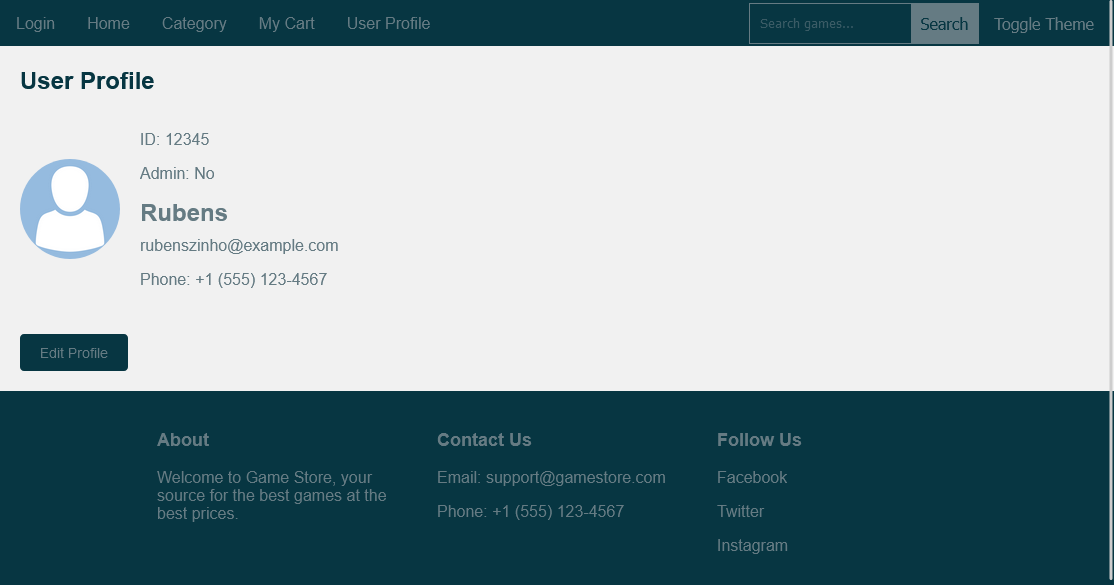 Login Home Category My Cart User Profile Search games... Search Toggle Theme
User Profile
ID: 12345
Admin: No
Rubens
rubenszinho@example.com
Phone: +1 (555) 123-4567
Edit Profile
About
Welcome to Game Store, your
source for the best games at the
best prices.
Contact Us
Email: support@gamestore.com
Phone: +1 (555) 123-4567
Follow Us
Facebook
Twitter
Instagram